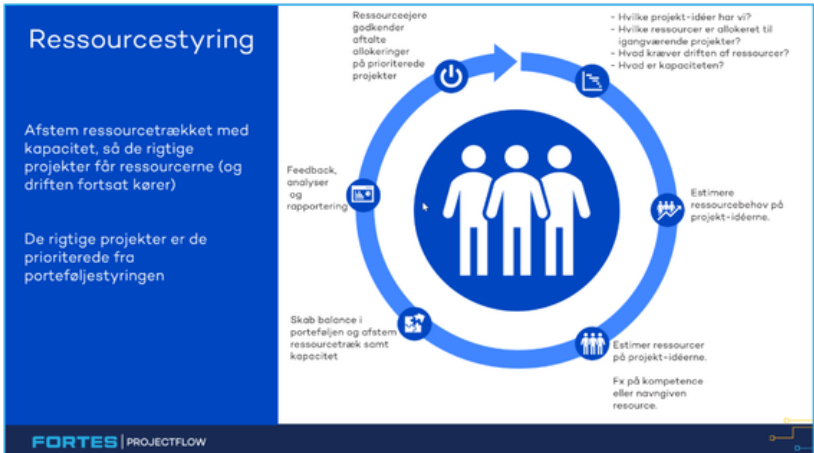 Ressourcestyring
Afstem ressourcetrækket med
kapacitet, så de rigtige
projekter får ressourcerne (og
driften fortsat kører)
De rigtige projekter er de
prioriterede fra
porteføljestyringen
Ressourceejere
godkender
aftalte
allokeringer
på prioriterede
projekter
- Hvilke projekt-idéer har vi?
- Hvilke ressourcer er allokeret til
igangværende projekter?
- Hvad kræver driften af ressourcer?
- Hvad er kapaciteten?
Estimere
ressourcebehov på
projekt-idéerne.
Estimer ressourcer
på projekt-idéerne.
Fx på kompetence
eller navngiven
resource.
Skab balance i
porteføljen og afstem
ressourcetræk samt
kapacitet
Feedback,
analyser
og
rapportering
FORTES | PROJECTFLOW